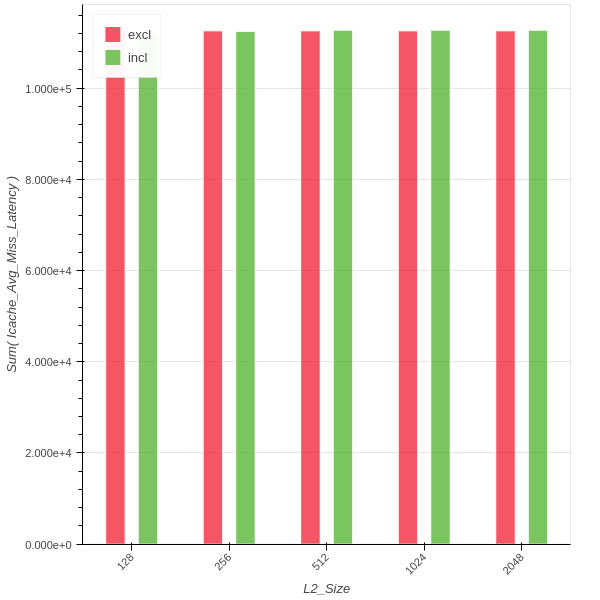 excl
incl
1.000e+5
8.000e+4
6.000e+4
4.000e+4
2.000e+4
0.000e+0
Sum( Icache_Avg_Miss_Latency )
128
256
512
1024
2048
L2_Size